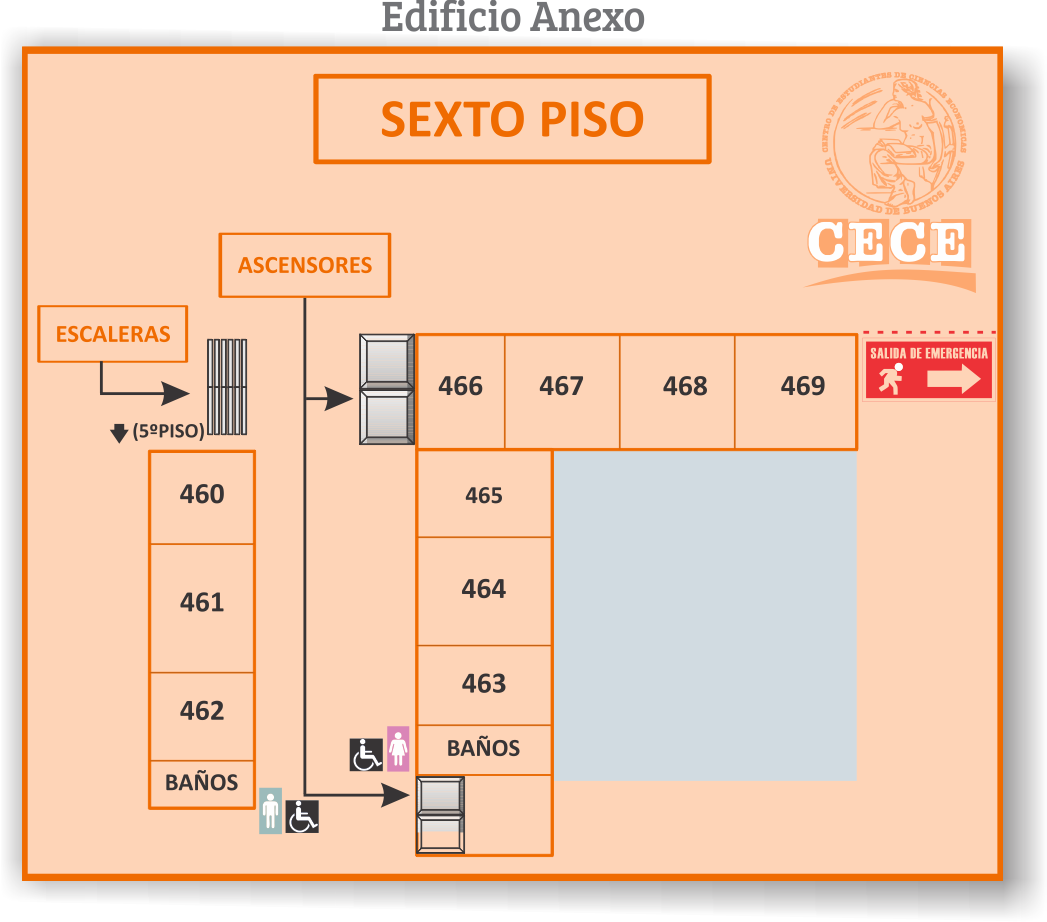 Edificio Anexo
SEXTO PISO
CENTRO DE ESTUDIANTES DE CIENCIAS ECONOMICAS
UNIVERSIDAD DE BUENOS AIRES
CECE
ASCENSORES
ESCALERAS
SALIDA DE EMERGENCIA
466 467 468 469
(5ºPISO)
460
465
464
461
463
462
BAÑOS
BAÑOS